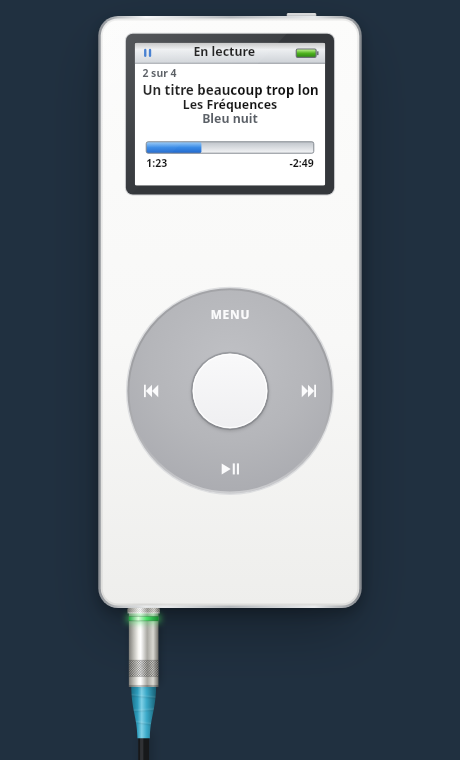 En lecture
2 sur 4
Un titre beaucoup trop lon
Les Fréquences
Bleu nuit
1:23
-2:49
MENU